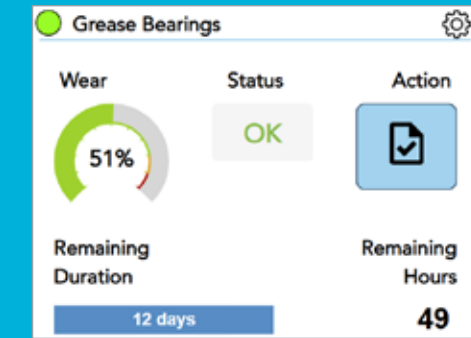 Grease Bearings
Wear
Status
Action
51%
OK
Remaining
Duration
Remaining
Hours
12 days
49